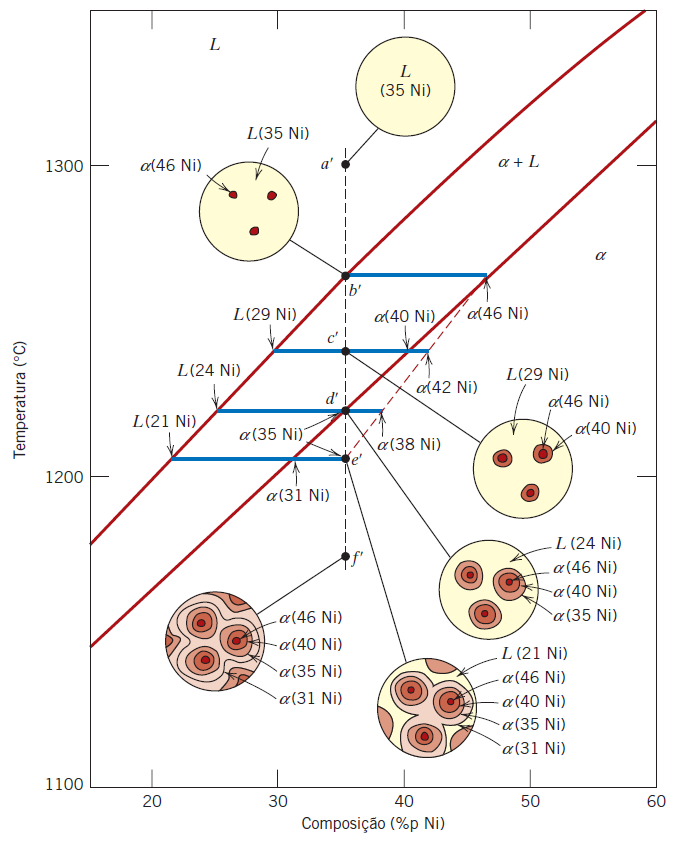 L
L
(35 Ni)
L(35 Ni)
α(46 Ni)
a′
α + L
1300
α
b′
L(29 Ni)
α(40 Ni)
α(46 Ni)
c′
L(24 Ni)
α(42 Ni)
L(29 Ni)
d′
α(46 Ni)
L(21 Ni)
α(35 Ni)
α(38 Ni)
α(40 Ni)
e′
1200
α(31 Ni)
Temperatura (°C)
f′
L (24 Ni)
α(46 Ni)
α(40 Ni)
α(35 Ni)
α(46 Ni)
α(40 Ni)
α(35 Ni)
α(31 Ni)
L (21 Ni)
α(46 Ni)
α(40 Ni)
α(35 Ni)
α(31 Ni)
1100
20
30
40
50
60
Composição (%p Ni)